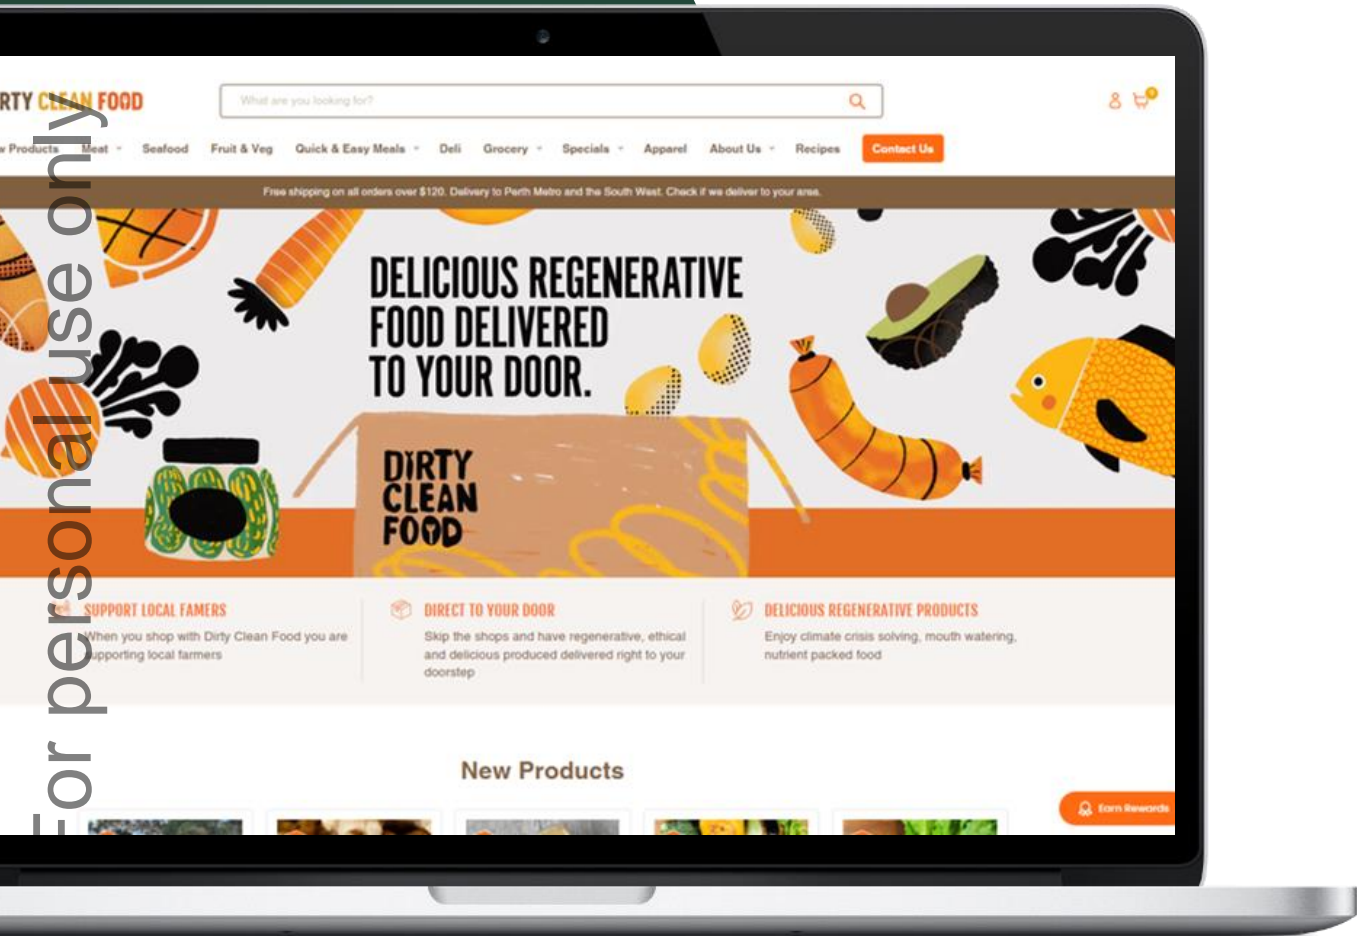 RTY CLEAN FOOD
What are you looking for?
0
w Products Meat Seafood Fruit & Veg Quick & Easy Meals Deli Grocery Specials Apparel About Us Recipes Contact Us
Free shipping on all orders over $120. Delivery to Perth Metro and the South West. Check if we deliver to your area.
DELICIOUS REGENERATIVE
FOOD DELIVERED
TO YOUR DOOR.
DIRTY
CLEAN
FOOD
SUPPORT LOCAL FAMERS
When you shop with Dirty Clean Food you are
supporting local farmers
DIRECT TO YOUR DOOR
Skip the shops and have regenerative, ethical
and delicious produced delivered right to your
doorstep
DELICIOUS REGENERATIVE PRODUCTS
Enjoy climate crisis solving, mouth watering,
nutrient packed food
New Products
Earn Rewards
For personal use only